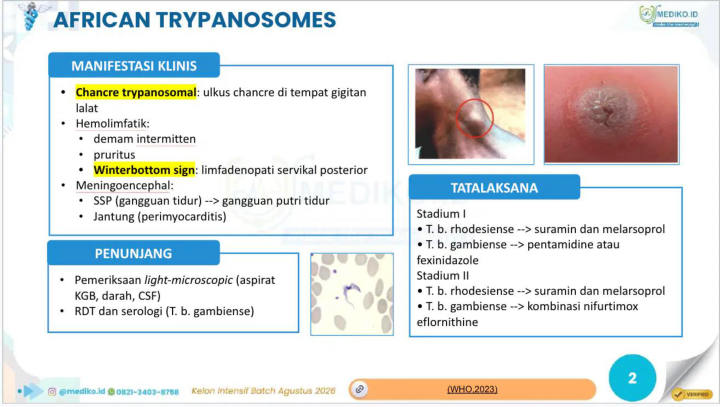 AFRICAN TRYPANOSOMES
MEDIKO.ID
MANIFESTASI KLINIS
• Chancre trypanosomal: ulkus chancre di tempat gigitan
lalat
• Hemolimfatik:
• demam intermitten
• pruritus
• Winterbottom sign: limfadenopati servikal posterior
• Meningoencephal:
• SSP (gangguan tidur) --> gangguan putri tidur
• Jantung (perimyocarditis)
PENUNJANG
• Pemeriksaan light-microscopic (aspirat
KGB, darah, CSF)
• RDT dan serologi (T. b. gambiense)
TATALAKSANA
Stadium I
• T. b. rhodesiense --> suramin dan melarsoprol
• T. b. gambiense --> pentamidine atau
fexinidazole
Stadium II
• T. b. rhodesiense --> suramin dan melarsoprol
• T. b. gambiense --> kombinasi nifurtimox
eflornithine
@mediko.id 0821-3403-8758 Kelon Intensif Batch Agustus 2026
(WHO,2023)
2
VERIFIED